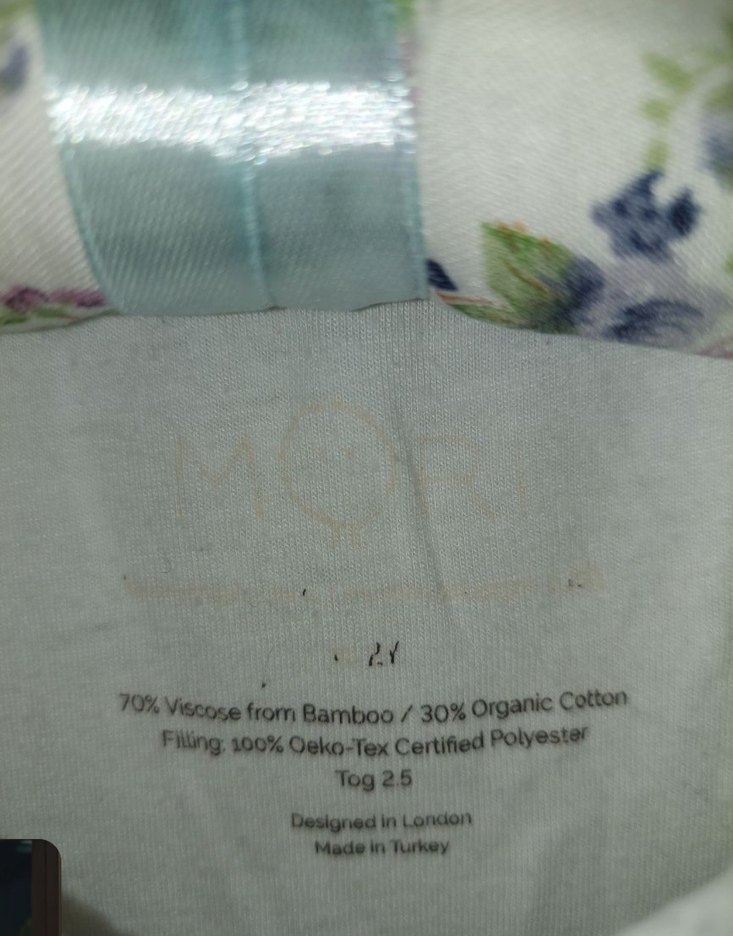 MORI
2Y
70% Viscose from Bamboo / 30% Organic Cotton
Filling: 100% Oeko-Tex Certified Polyester
Tog 2.5
Designed in London
Made in Turkey